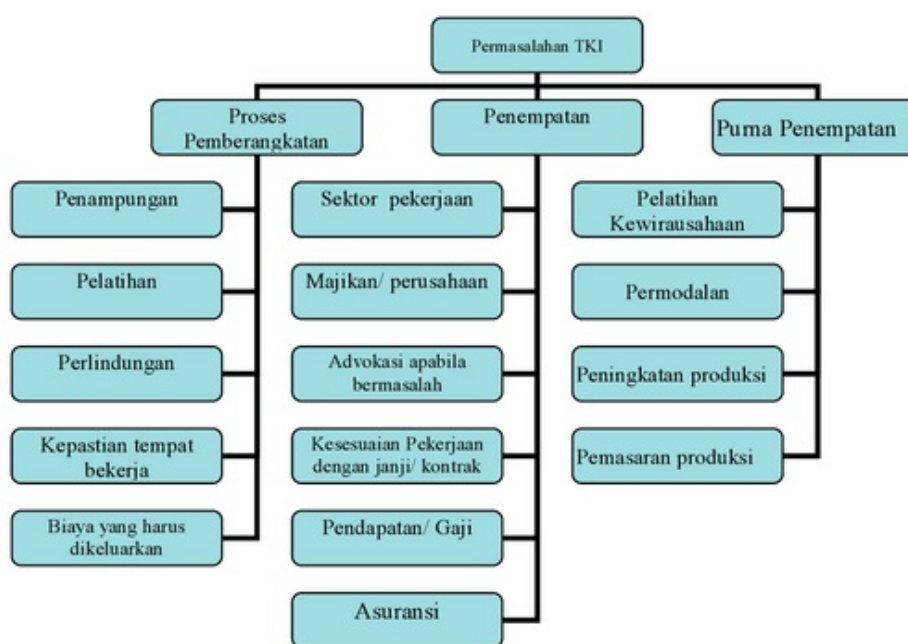 Permasalahan TKI
Proses
Pemberangkatan
Penampungan
Pelatihan
Perlindungan
Kepastian tempat
bekerja
Biaya yang harus
dikeluarkan
Penempatan
Sektor pekerjaan
Majikan/ perusahaan
Advokasi apabila
bermasalah
Kesesuaian Pekerjaan
dengan janji/ kontrak
Pendapatan/ Gaji
Asuransi
Purna Penempatan
Pelatihan
Kewirausahaan
Permodalan
Peningkatan produksi
Pemasaran produksi